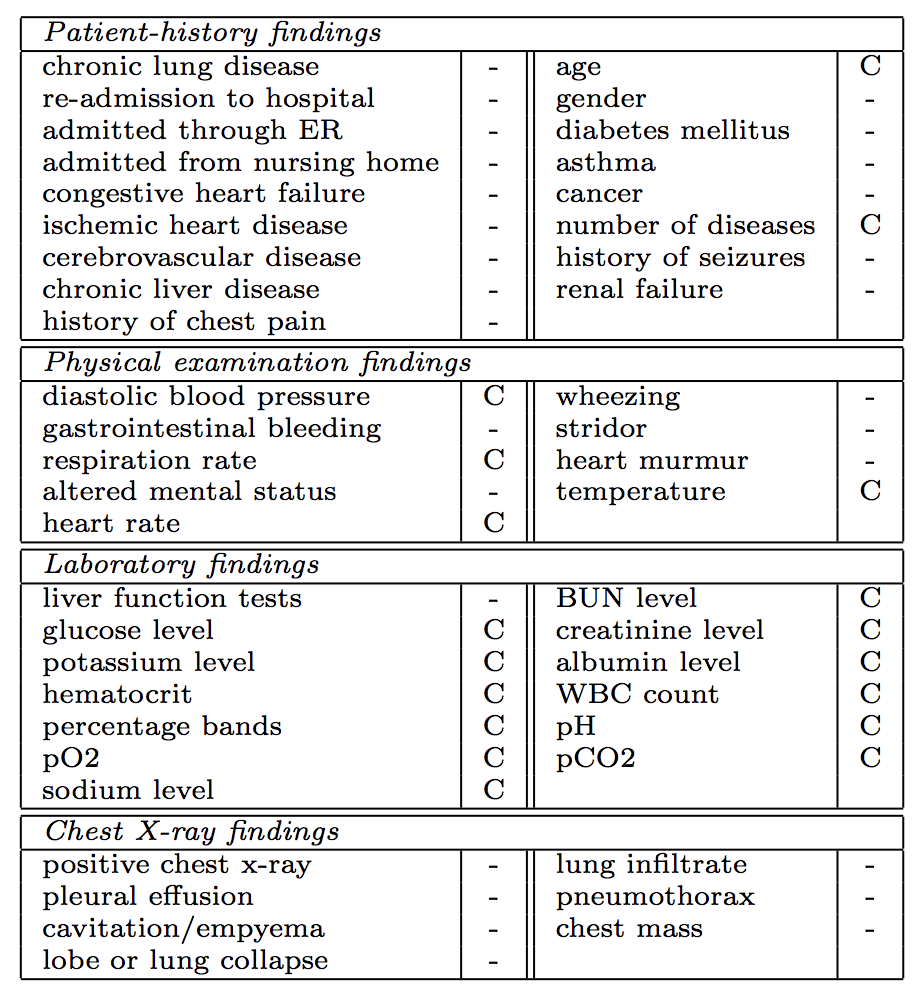 Patient-history findings
chronic lung disease - age C
re-admission to hospital - gender -
admitted through ER - diabetes mellitus -
admitted from nursing home - asthma -
congestive heart failure - cancer -
ischemic heart disease - number of diseases C
cerebrovascular disease - history of seizures -
chronic liver disease - renal failure -
history of chest pain -
Physical examination findings
diastolic blood pressure C wheezing -
gastrointestinal bleeding - stridor -
respiration rate C heart murmur -
altered mental status - temperature C
heart rate C
Laboratory findings
liver function tests - BUN level C
glucose level C creatinine level C
potassium level C albumin level C
hematocrit C WBC count C
percentage bands C pH C
pO2 C pCO2 C
sodium level C
Chest X-ray findings
positive chest x-ray - lung infiltrate -
pleural effusion - pneumothorax -
cavitation/empyema - chest mass -
lobe or lung collapse -